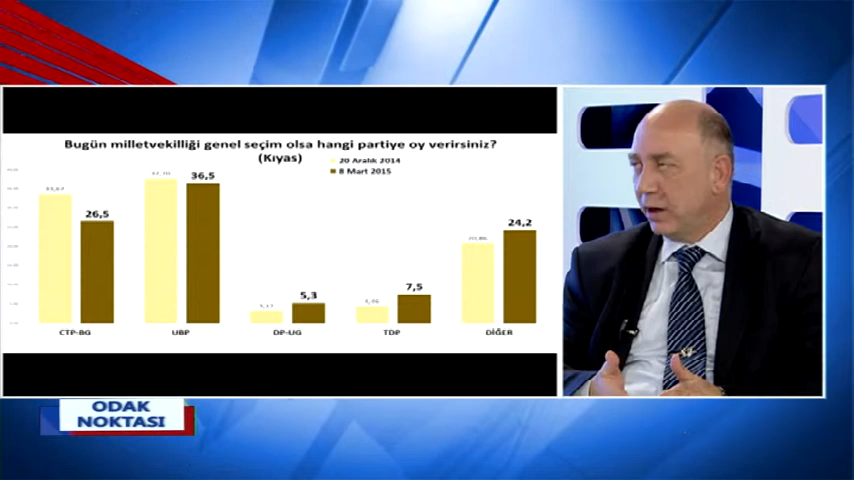 Bugün milletvekilliği genel seçim olsa hangi partiye oy verirsiniz?
(Kıyas)
20 Aralık 2014
8 Mart 2015
36,5
26,5
24,2
7,5
5,3
CTP-BG
UBP
DP-UG
TDP
DİĞER
ODAK
NOKTASI